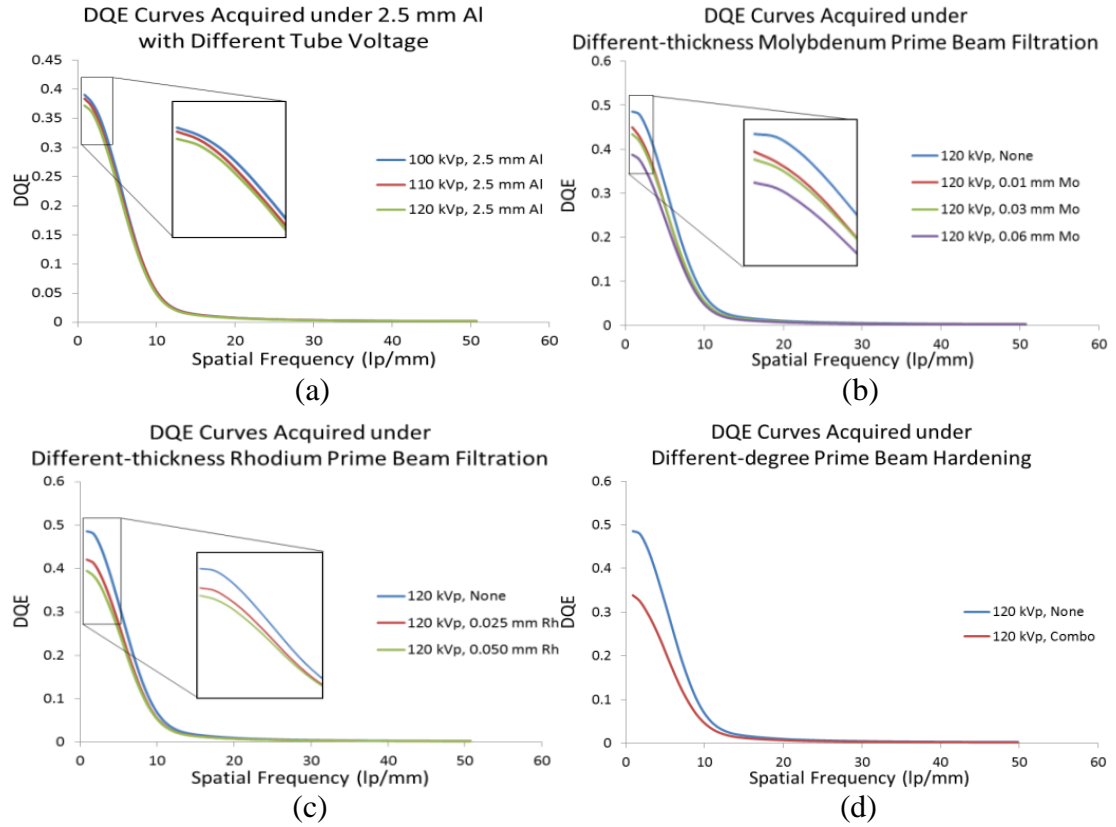 DQE Curves Acquired under 2.5 mm Al
with Different Tube Voltage
0.45
0.4
0.35
0.3
0.25
0.2
0.15
0.1
0.05
0
DQE
100 kVp, 2.5 mm Al
110 kVp, 2.5 mm Al
120 kVp, 2.5 mm Al
0 10 20 30 40 50 60
Spatial Frequency (lp/mm)
(a)
DQE Curves Acquired under
Different-thickness Molybdenum Prime Beam Filtration
0.6
0.5
0.4
0.3
0.2
0.1
0
DQE
120 kVp, None
120 kVp, 0.01 mm Mo
120 kVp, 0.03 mm Mo
120 kVp, 0.06 mm Mo
0 10 20 30 40 50 60
Spatial Frequency (lp/mm)
(b)
DQE Curves Acquired under
Different-thickness Rhodium Prime Beam Filtration
0.6
0.5
0.4
0.3
0.2
0.1
0
DQE
120 kVp, None
120 kVp, 0.025 mm Rh
120 kVp, 0.050 mm Rh
0 10 20 30 40 50 60
Spatial Frequency (lp/mm)
(c)
DQE Curves Acquired under
Different-degree Prime Beam Hardening
0.6
0.5
0.4
0.3
0.2
0.1
0
DQE
120 kVp, None
120 kVp, Combo
0 10 20 30 40 50 60
Spatial Frequency (lp/mm)
(d)